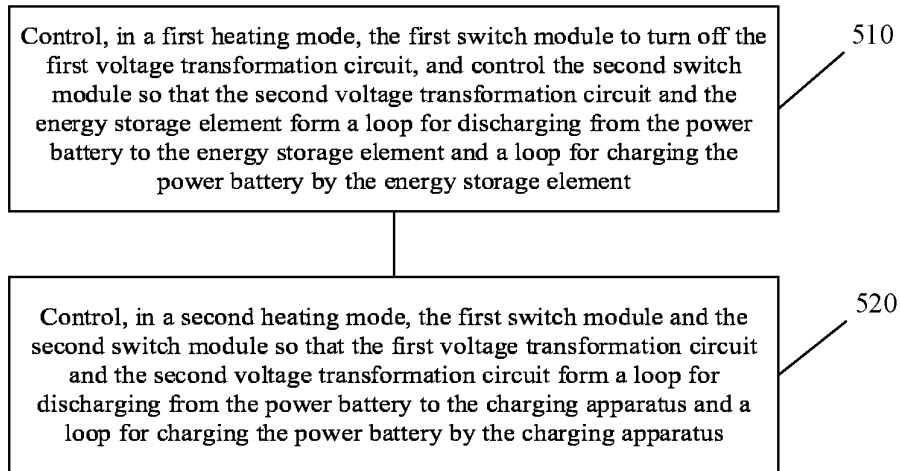 Control, in a first heating mode, the first switch module to turn off the
first voltage transformation circuit, and control the second switch
module so that the second voltage transformation circuit and the
energy storage element form a loop for discharging from the power
battery to the energy storage element and a loop for charging the
power battery by the energy storage element
510
Control, in a second heating mode, the first switch module and the
second switch module so that the first voltage transformation circuit
and the second voltage transformation circuit form a loop for
discharging from the power battery to the charging apparatus and a
loop for charging the power battery by the charging apparatus
520